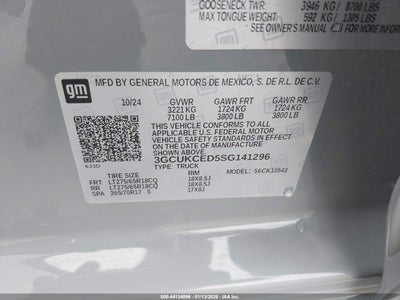 GOOSENECK TWR: 3946 KG / 8700 LBS
MAX TONGUE WEIGHT 592 KG / 1305 LBS
SEE OWNER'S MANUAL FOR
gm
MFD BY GENERAL MOTORS DE MEXICO, S. DE R.L. DE C.V.
10/24 GVWR GAWR FRT GAWR RR
3221 KG 1724 KG 1724 KG
7100 LB 3800 LB 3800 LB
THIS VEHICLE CONFORMS TO ALL APPLICABLE
U.S. FEDERAL MOTOR VEHICLE SAFETY STANDARDS
IN EFFECT ON THE DATE OF MANUFACTURE
SHOWN ABOVE.
3GCUKCED5SG141296
TYPE: TRUCK
TIRE SIZE RIM 56CK10543
FRT LT275/65R18CQ 18X8.5J
RR LT275/65R18CQ 18X8.5J
SPA 265/70R17 S 17X8J
500-44134096 - 01/13/2026 -